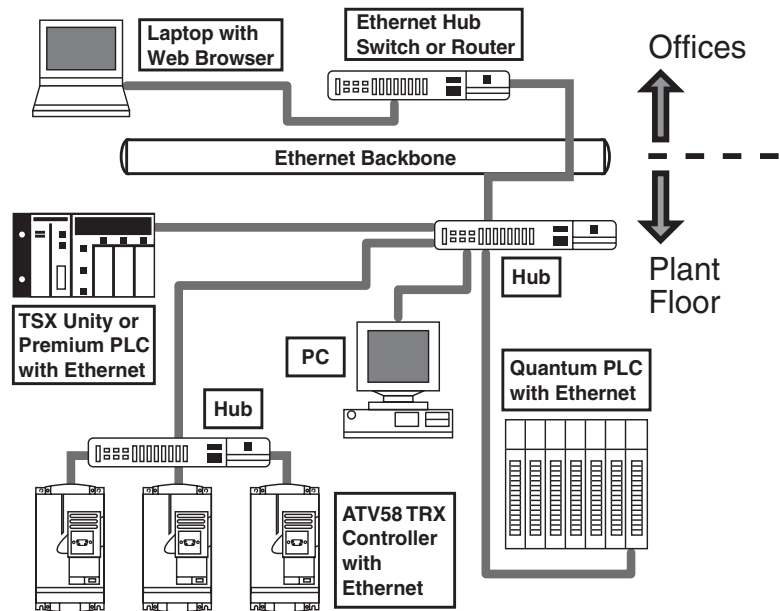 Laptop with
Web Browser
Ethernet Hub
Switch or Router
Offices
Ethernet Backbone
Hub
Plant
Floor
TSX Unity or
Premium PLC
with Ethernet
PC
Quantum PLC
with Ethernet
Hub
ATV58 TRX
Controller
with
Ethernet